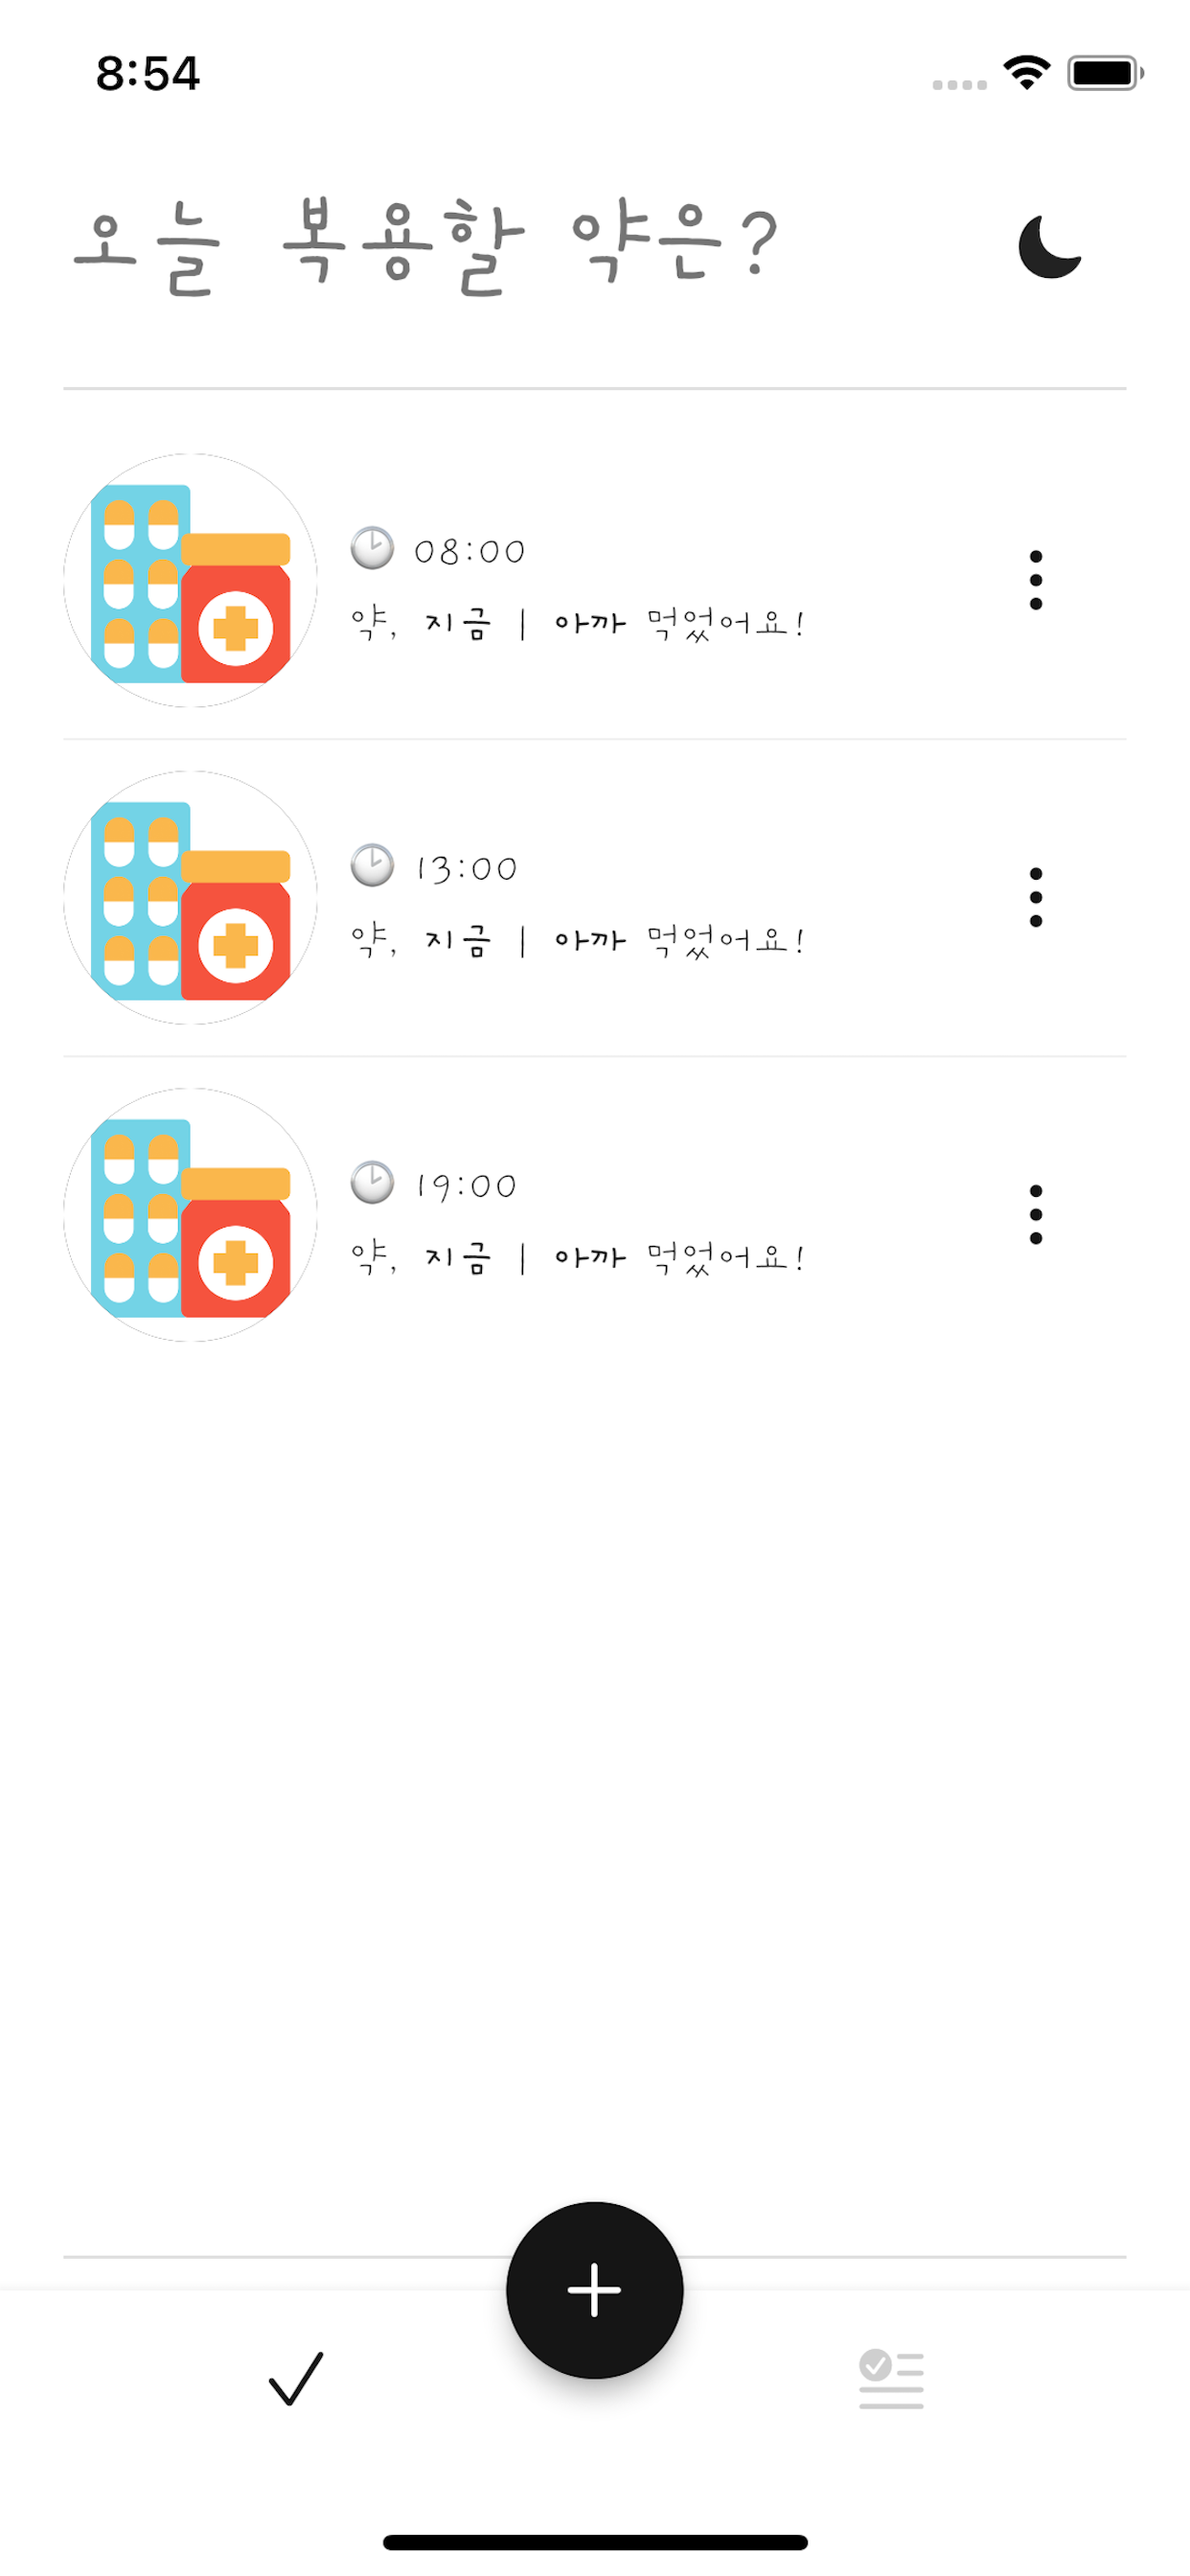 8:54
오늘 복용할 약은?
08:00
약, 지금 | 아까 먹었어요!
13:00
약, 지금 | 아까 먹었어요!
19:00
약, 지금 | 아까 먹었어요!